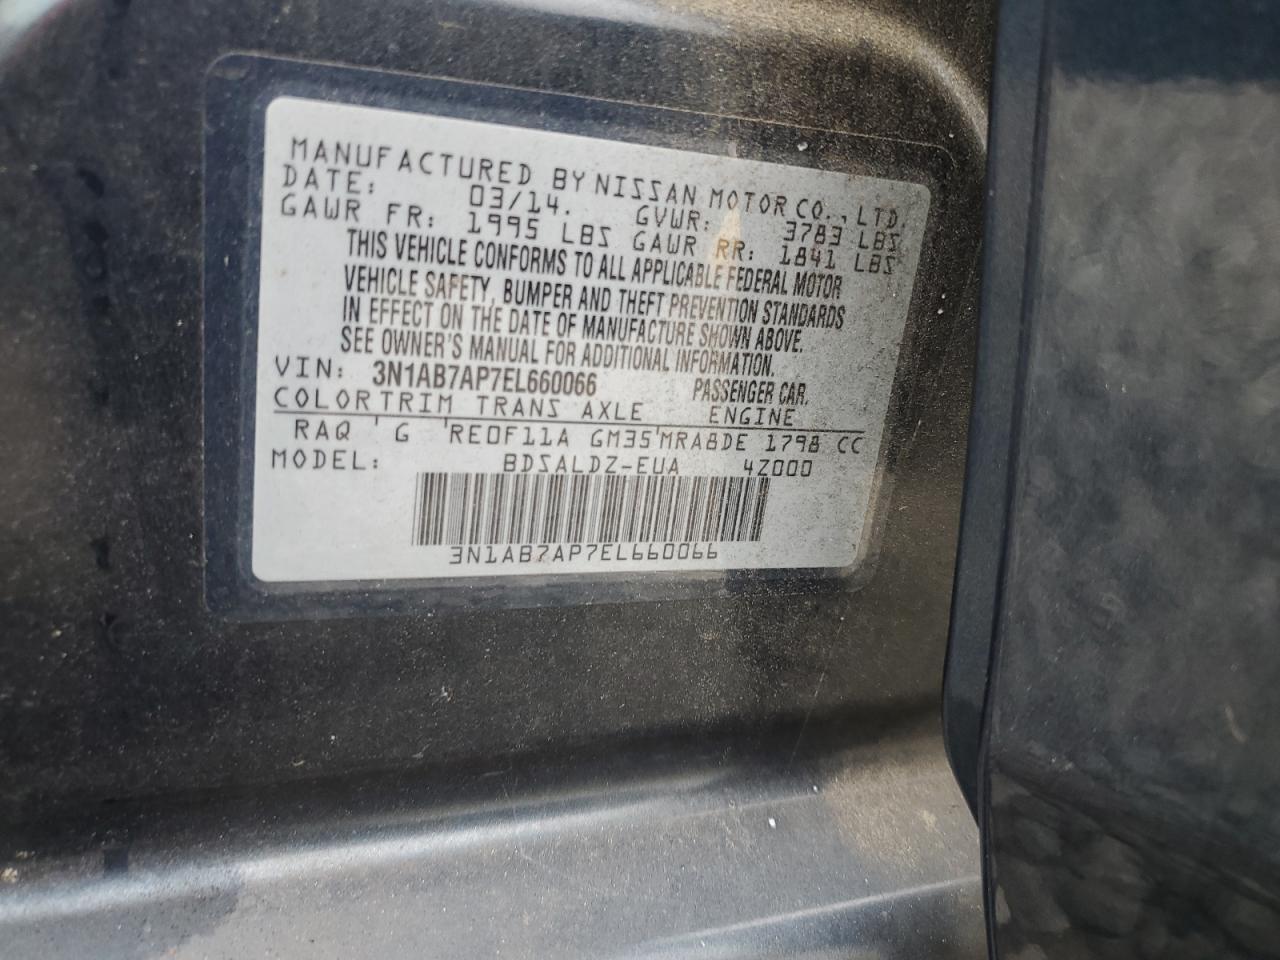 MANUFACTURED BY NISSAN MOTOR CO., LTD.
DATE: 03/14. GVWR: 3783 LBS
GAWR FR: 1995 LBS GAWR RR: 1841 LBS
THIS VEHICLE CONFORMS TO ALL APPLICABLE FEDERAL MOTOR
VEHICLE SAFETY, BUMPER AND THEFT PREVENTION STANDARDS
IN EFFECT ON THE DATE OF MANUFACTURE SHOWN ABOVE.
SEE OWNER'S MANUAL FOR ADDITIONAL INFORMATION.
VIN: 3N1AB7AP7EL660066 PASSENGER CAR.
COLOR TRIM TRANS AXLE ENGINE
RAQ ' G 'RE0F11A GM35'MRA8DE 1798 CC
MODEL: BDSALDZ-EUA 4Z000
3N1AB7AP7EL660066